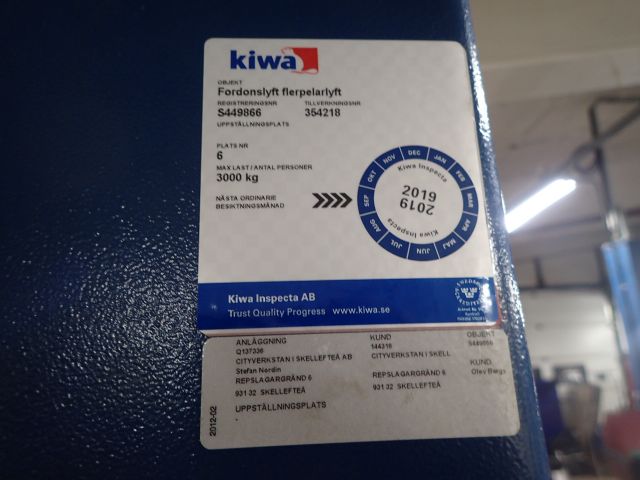 kiwa
OBJEKT
Fordonslyft flerpelarlyft
REGISTRERINGSNR TILLVERKNINGSNR
S449866 354218
UPPSTÄLLNINGSPLATS
PLATS NR
6
MAX LAST/ANTAL PERSONER
3000 kg
NÄSTA ORDINARIE
BESIKTNINGSMÅNAD
JAN FEB MAR APR MAJ JUN JUL AUG SEP OKT NOV DEC
Kiwa Inspecta
2019
2019
Kiwa Inspecta
Kiwa Inspecta AB
Trust Quality Progress www.kiwa.se
ANLÄGGNING KUND OBJEKT
Q137336 144316 S449866
CITYVERKSTAN I SKELLEFTEÅ AB CITYVERKSTAN I SKELL KUND
Stefan Nordin Olov Bergs
REPSLAGARGRÄND 6 REPSLAGARGRÄND 6
931 32 SKELLEFTEÅ 931 32 SKELLEFTEÅ
UPPSTÄLLNINGSPLATS
-
2012-02